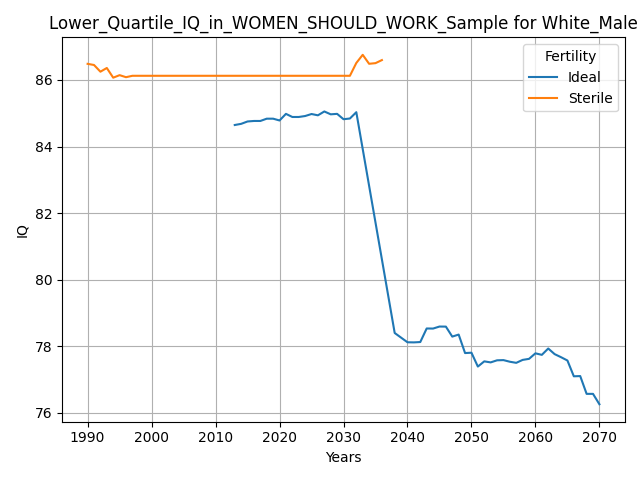 Lower_Quartile_IQ_in_WOMEN_SHOULD_WORK_Sample for White_Male
Fertility
Ideal
Sterile
86
84
82
80
78
76
IQ
1990 2000 2010 2020 2030 2040 2050 2060 2070
Years